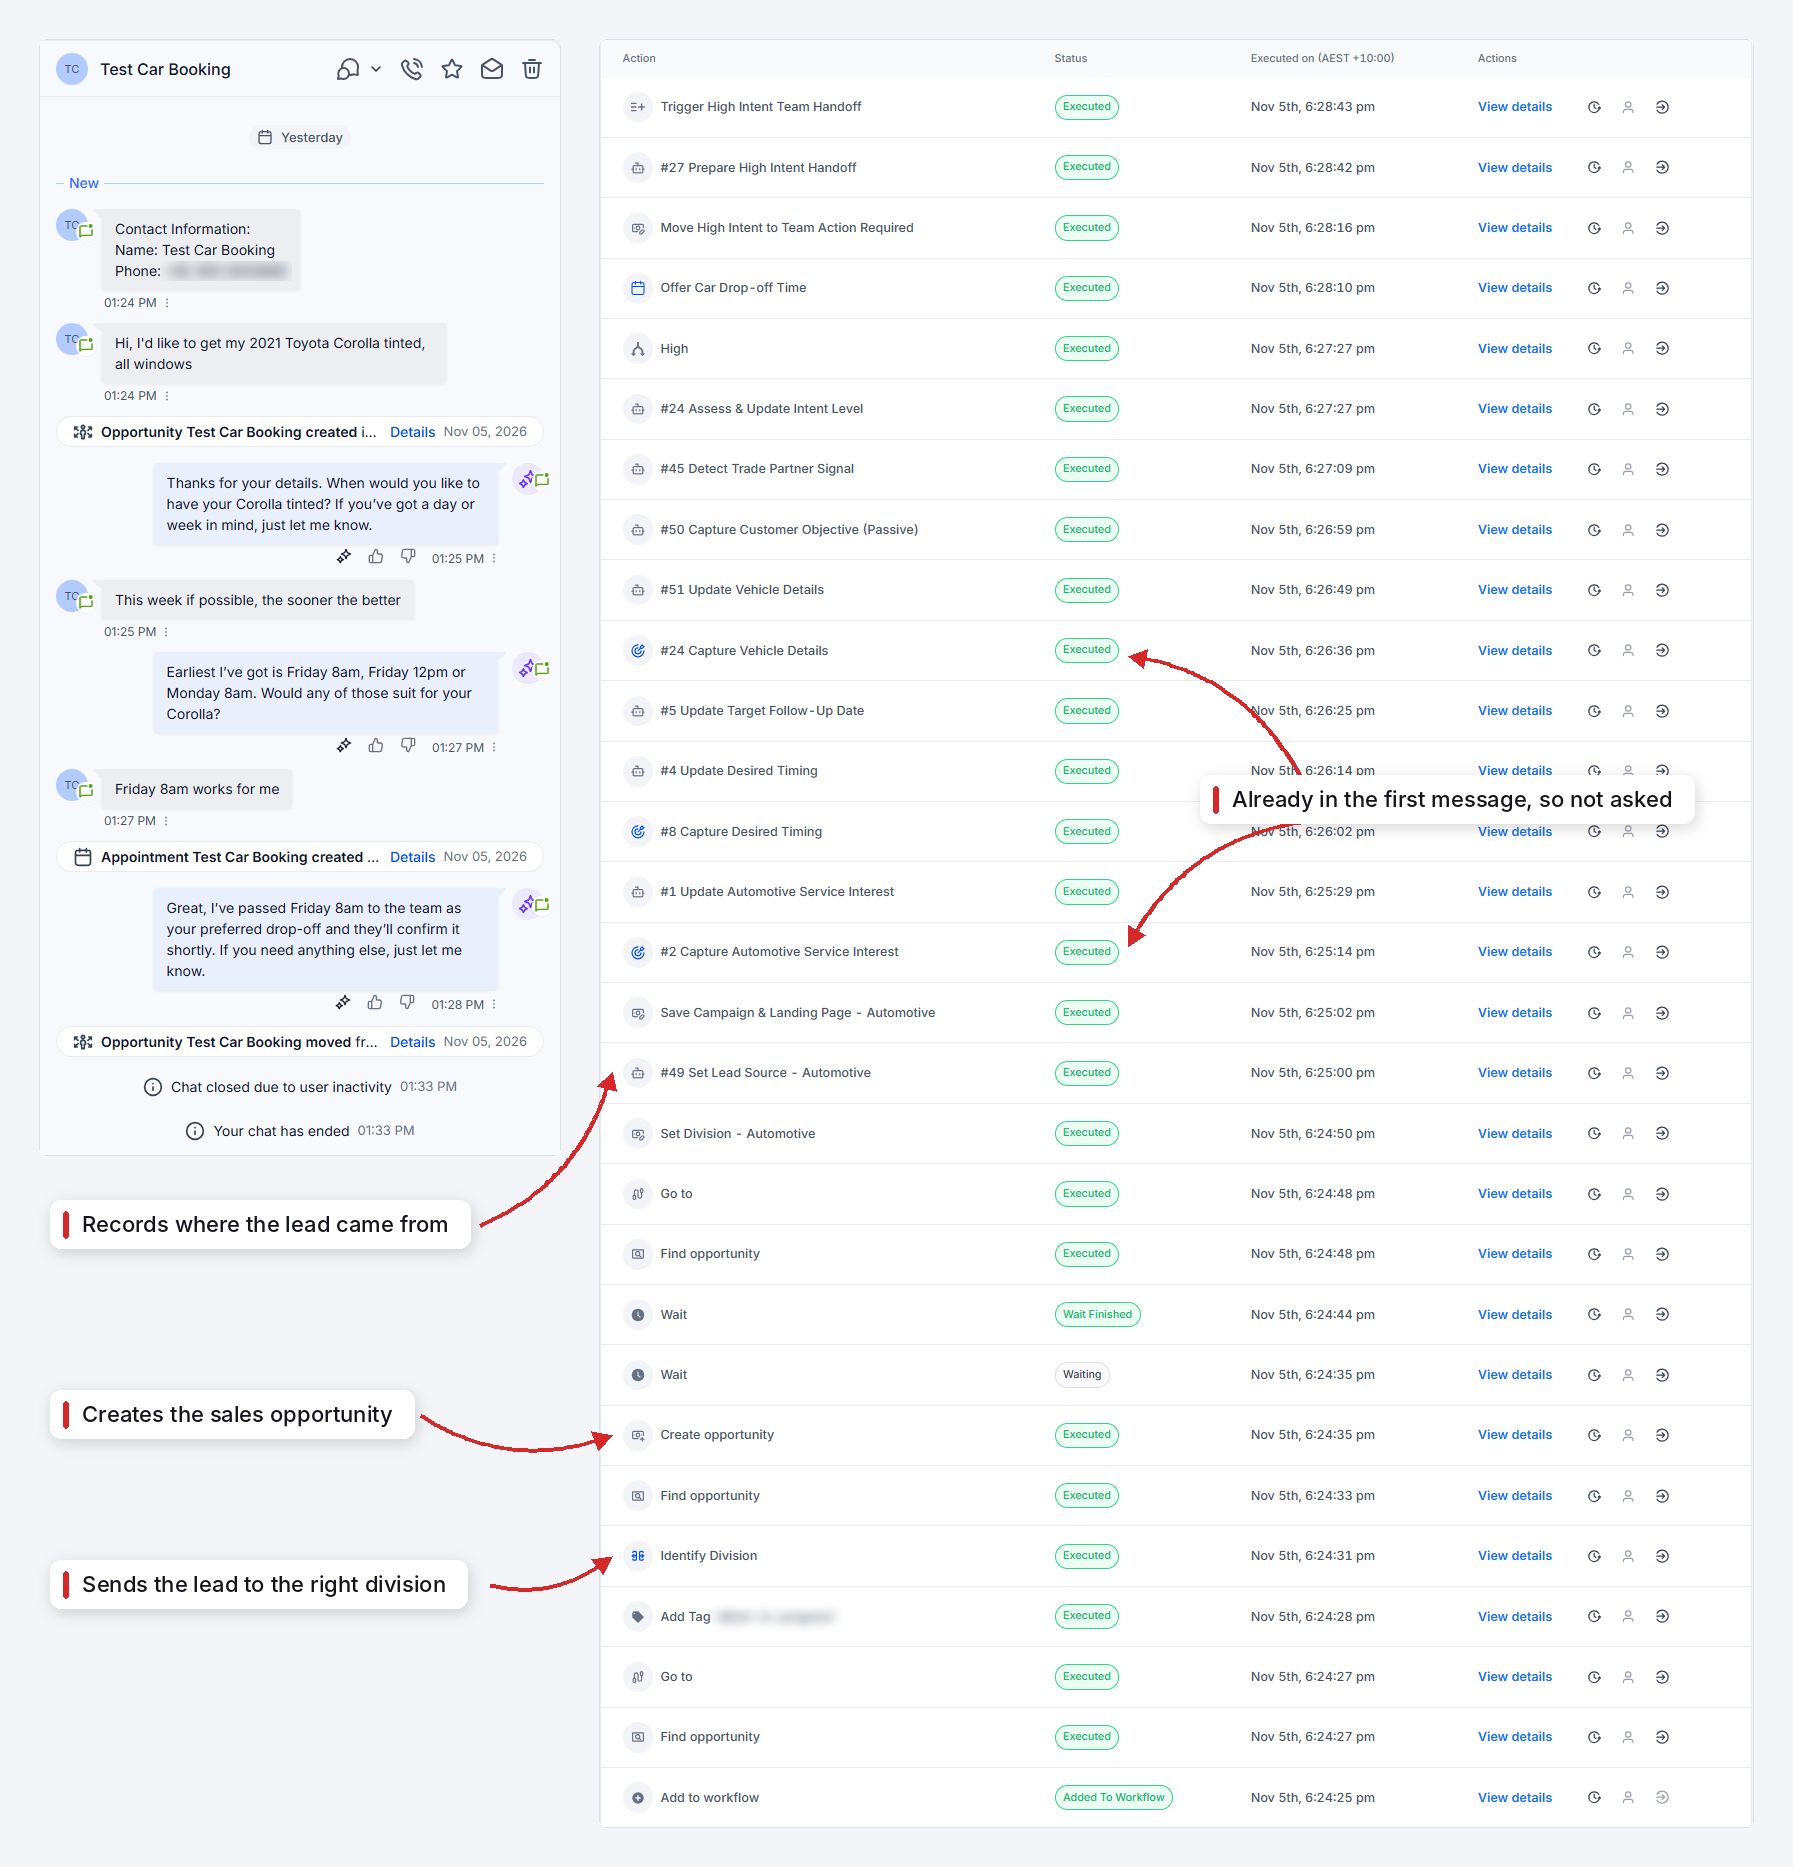 TC Test Car Booking
Yesterday
New
TC
Contact Information:
Name: Test Car Booking
Phone:
01:24 PM
TC
Hi, I'd like to get my 2021 Toyota Corolla tinted,
all windows
01:24 PM
Opportunity Test Car Booking created i... Details Nov 05, 2026
Thanks for your details. When would you like to
have your Corolla tinted? If you've got a day or
week in mind, just let me know.
01:25 PM
TC
This week if possible, the sooner the better
01:25 PM
Earliest I've got is Friday 8am, Friday 12pm or
Monday 8am. Would any of those suit for your
Corolla?
01:27 PM
TC
Friday 8am works for me
01:27 PM
Appointment Test Car Booking created ... Details Nov 05, 2026
Great, I've passed Friday 8am to the team as
your preferred drop-off and they'll confirm it
shortly. If you need anything else, just let me
know.
01:28 PM
Opportunity Test Car Booking moved fr... Details Nov 05, 2026
Chat closed due to user inactivity 01:33 PM
Your chat has ended 01:33 PM
Records where the lead came from
Creates the sales opportunity
Sends the lead to the right division
Action Status Executed on (AEST +10:00) Actions
Trigger High Intent Team Handoff Executed Nov 5th, 6:28:43 pm View details
#27 Prepare High Intent Handoff Executed Nov 5th, 6:28:42 pm View details
Move High Intent to Team Action Required Executed Nov 5th, 6:28:16 pm View details
Offer Car Drop-off Time Executed Nov 5th, 6:28:10 pm View details
High Executed Nov 5th, 6:27:27 pm View details
#24 Assess & Update Intent Level Executed Nov 5th, 6:27:27 pm View details
#45 Detect Trade Partner Signal Executed Nov 5th, 6:27:09 pm View details
#50 Capture Customer Objective (Passive) Executed Nov 5th, 6:26:59 pm View details
#51 Update Vehicle Details Executed Nov 5th, 6:26:49 pm View details
#24 Capture Vehicle Details Executed Nov 5th, 6:26:36 pm View details
#5 Update Target Follow-Up Date Executed Nov 5th, 6:26:25 pm View details
#4 Update Desired Timing Executed Nov 5th, 6:26:14 pm View details
Already in the first message, so not asked
#8 Capture Desired Timing Executed Nov 5th, 6:26:02 pm View details
#1 Update Automotive Service Interest Executed Nov 5th, 6:25:29 pm View details
#2 Capture Automotive Service Interest Executed Nov 5th, 6:25:14 pm View details
Save Campaign & Landing Page - Automotive Executed Nov 5th, 6:25:02 pm View details
#49 Set Lead Source - Automotive Executed Nov 5th, 6:25:00 pm View details
Set Division - Automotive Executed Nov 5th, 6:24:50 pm View details
Go to Executed Nov 5th, 6:24:48 pm View details
Find opportunity Executed Nov 5th, 6:24:48 pm View details
Wait Wait Finished Nov 5th, 6:24:44 pm View details
Wait Waiting Nov 5th, 6:24:35 pm View details
Create opportunity Executed Nov 5th, 6:24:35 pm View details
Find opportunity Executed Nov 5th, 6:24:33 pm View details
Identify Division Executed Nov 5th, 6:24:31 pm View details
Add Tag Executed Nov 5th, 6:24:28 pm View details
Go to Executed Nov 5th, 6:24:27 pm View details
Find opportunity Executed Nov 5th, 6:24:27 pm View details
Add to workflow Added To Workflow Nov 5th, 6:24:25 pm View details